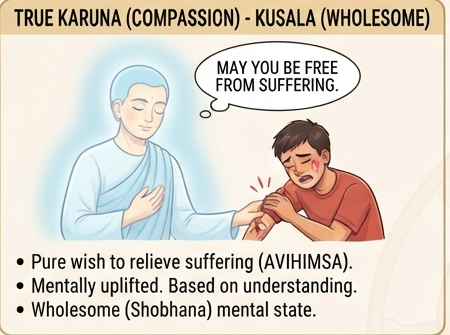 TRUE KARUNA (COMPASSION) - KUSALA (WHOLESOME)
MAY YOU BE FREE
FROM SUFFERING.
• Pure wish to relieve suffering (AVIHIMSA).
• Mentally uplifted. Based on understanding.
• Wholesome (Shobhana) mental state.